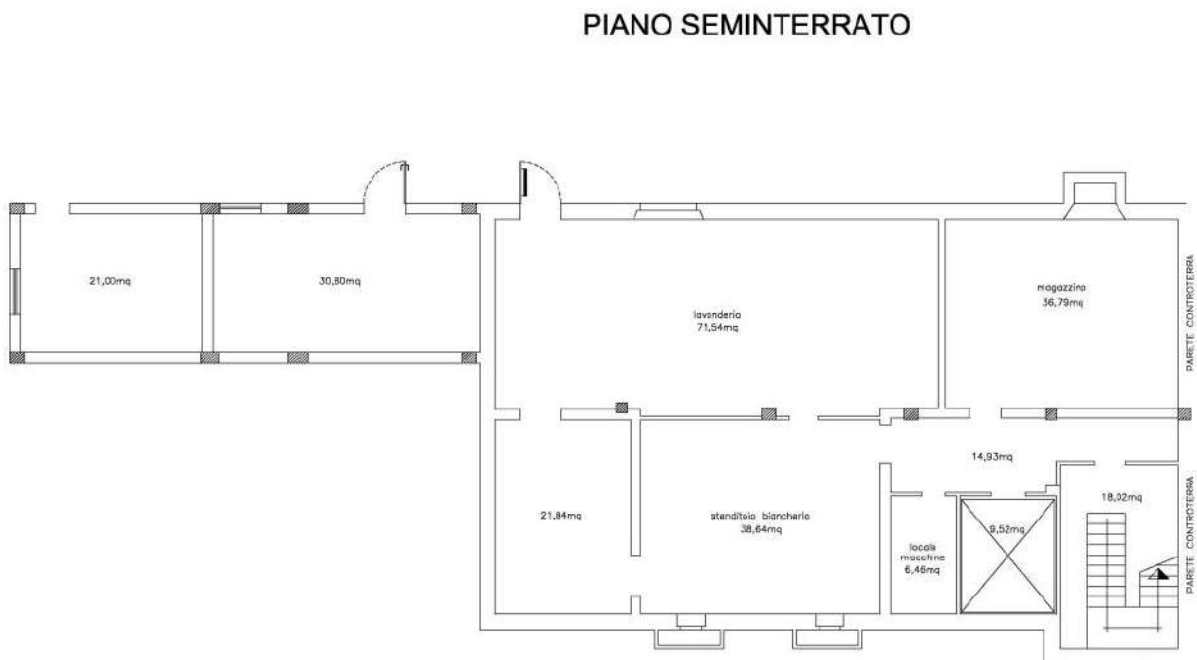 PIANO SEMINTERRATO
21,00mq
30,80mq
lavanderia
71,54mq
magazzino
36,79mq
PARETE CONTROTERRA
14,93mq
21,84mq
stenditoio biancheria
38,64mq
locale
macchine
6,46mq
9,52mq
18,02mq
PARETE CONTROTERRA